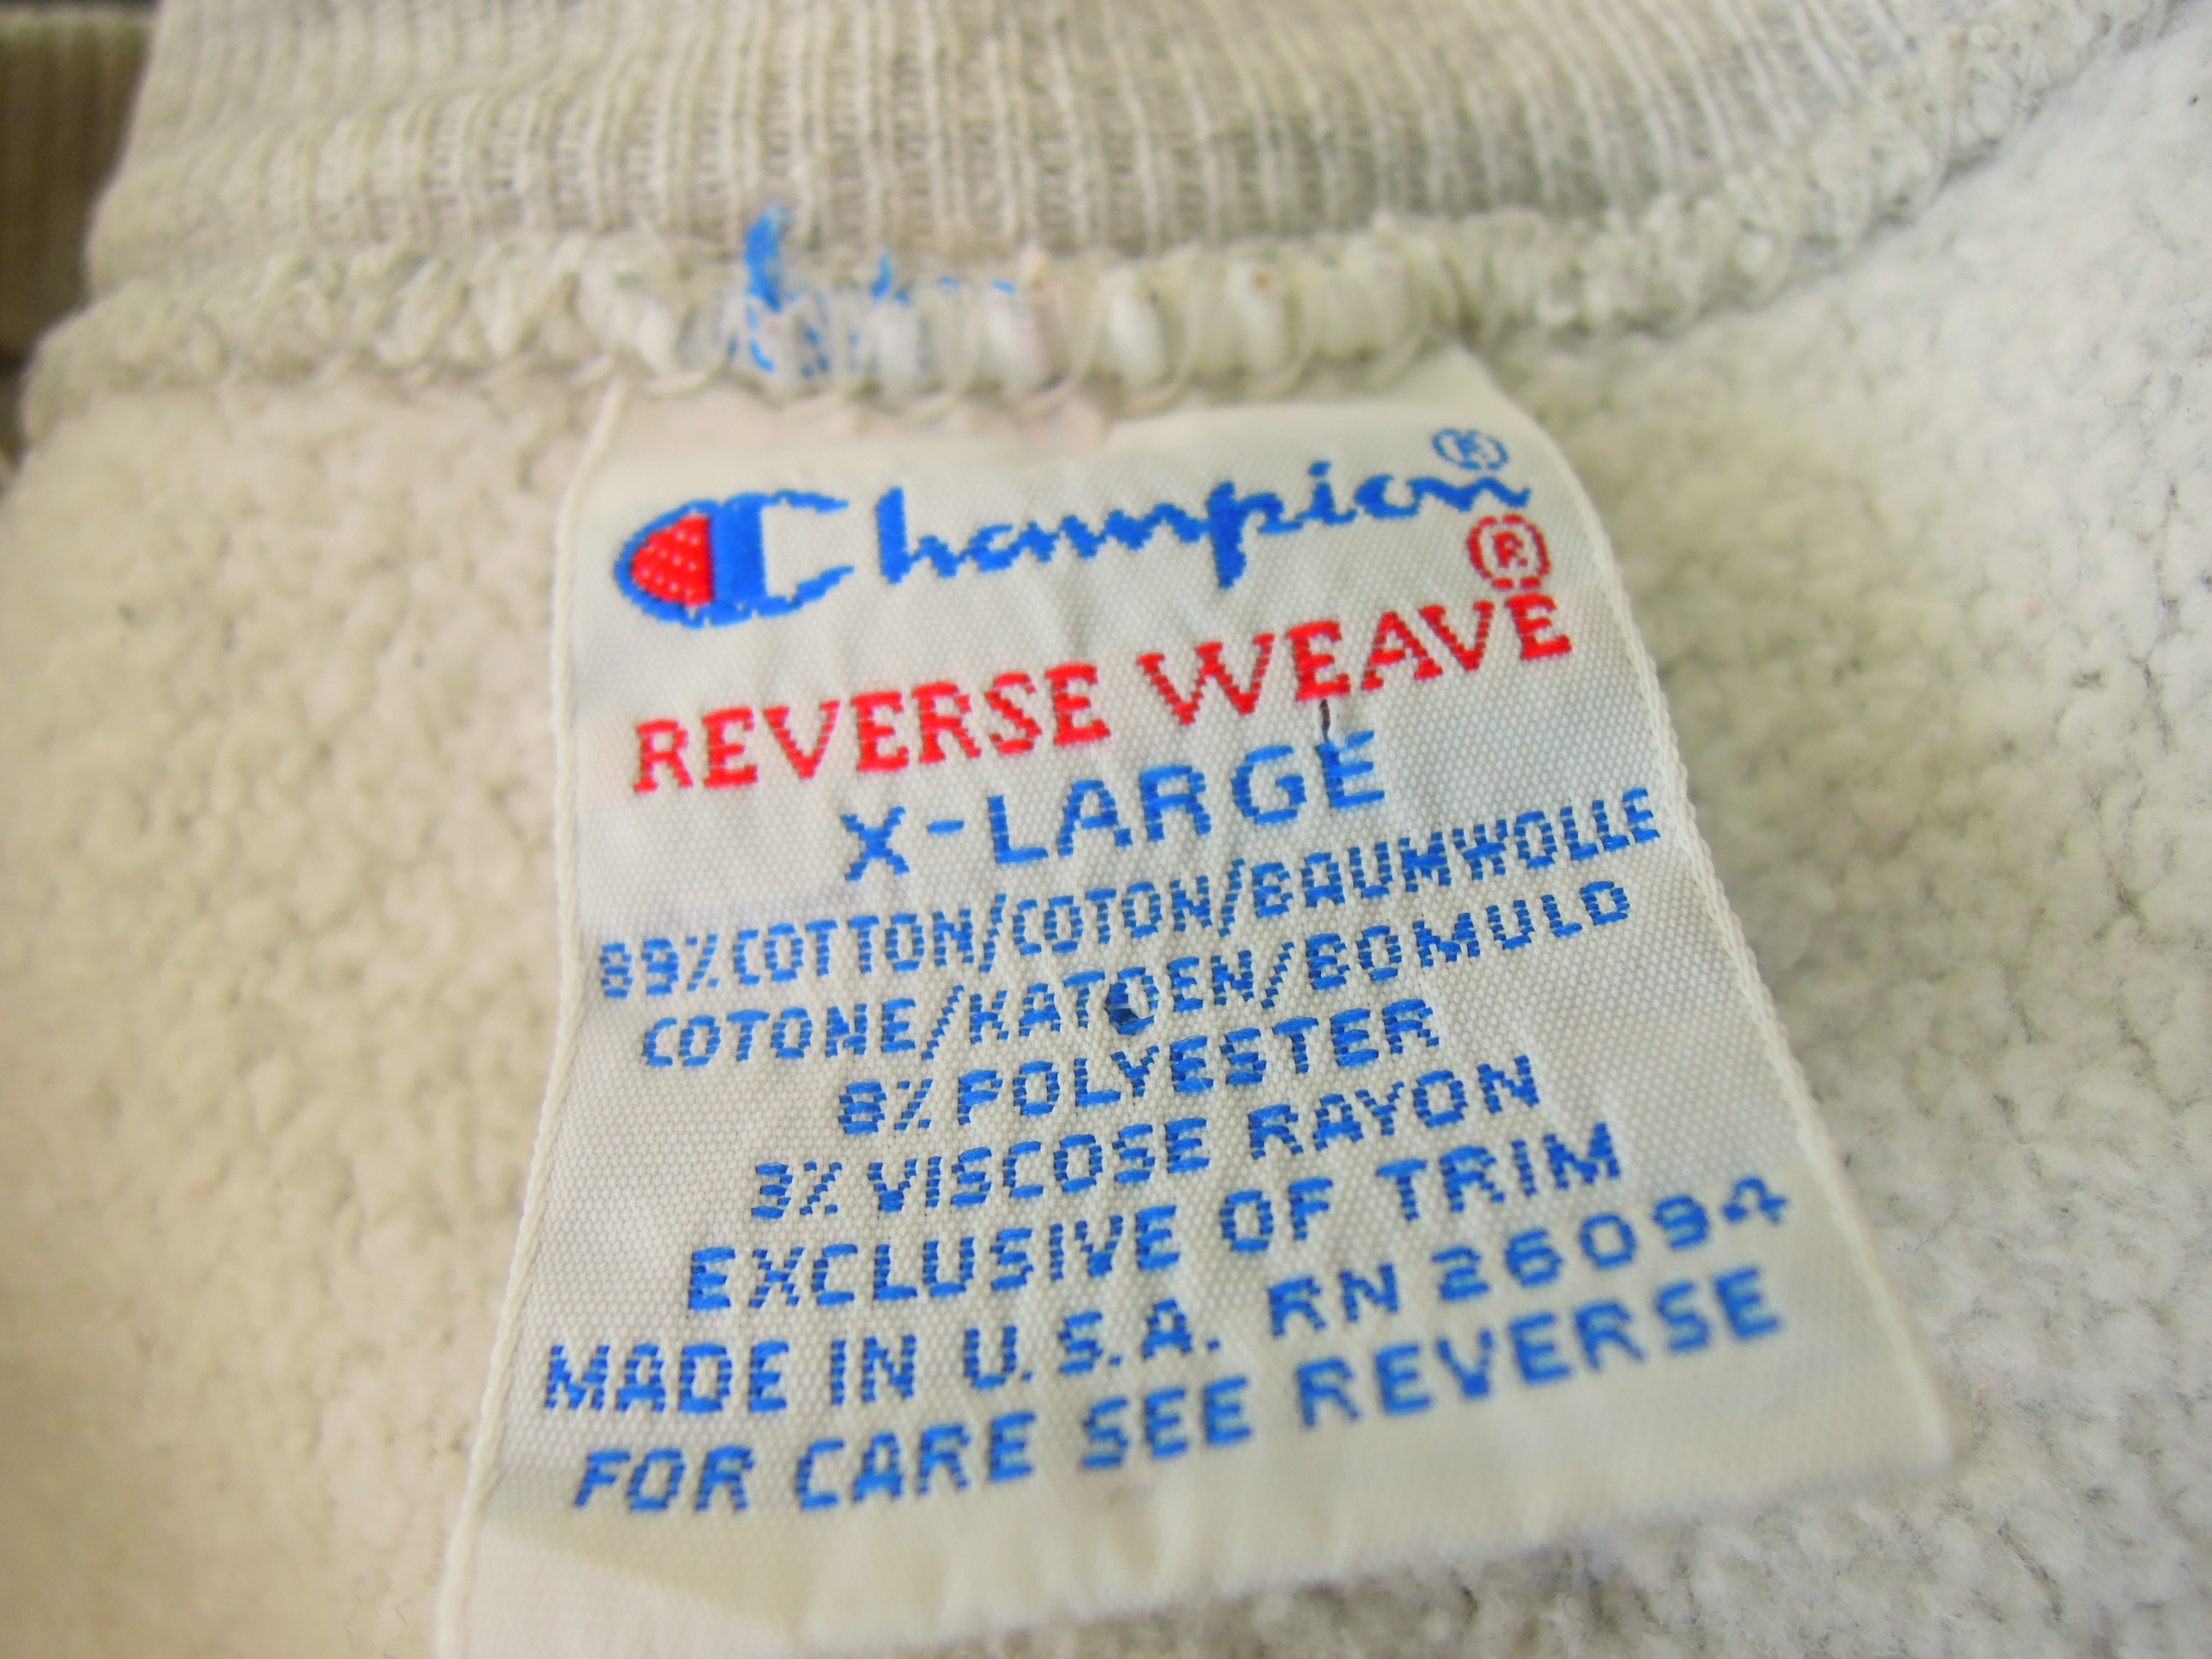 Champion®
REVERSE WEAVE®
X-LARGE
89% COTTON/COTON/BAUMWOLLE
COTONE/KATOEN/BOMULD
8% POLYESTER
3% VISCOSE RAYON
EXCLUSIVE OF TRIM
MADE IN U.S.A. RN 26094
FOR CARE SEE REVERSE